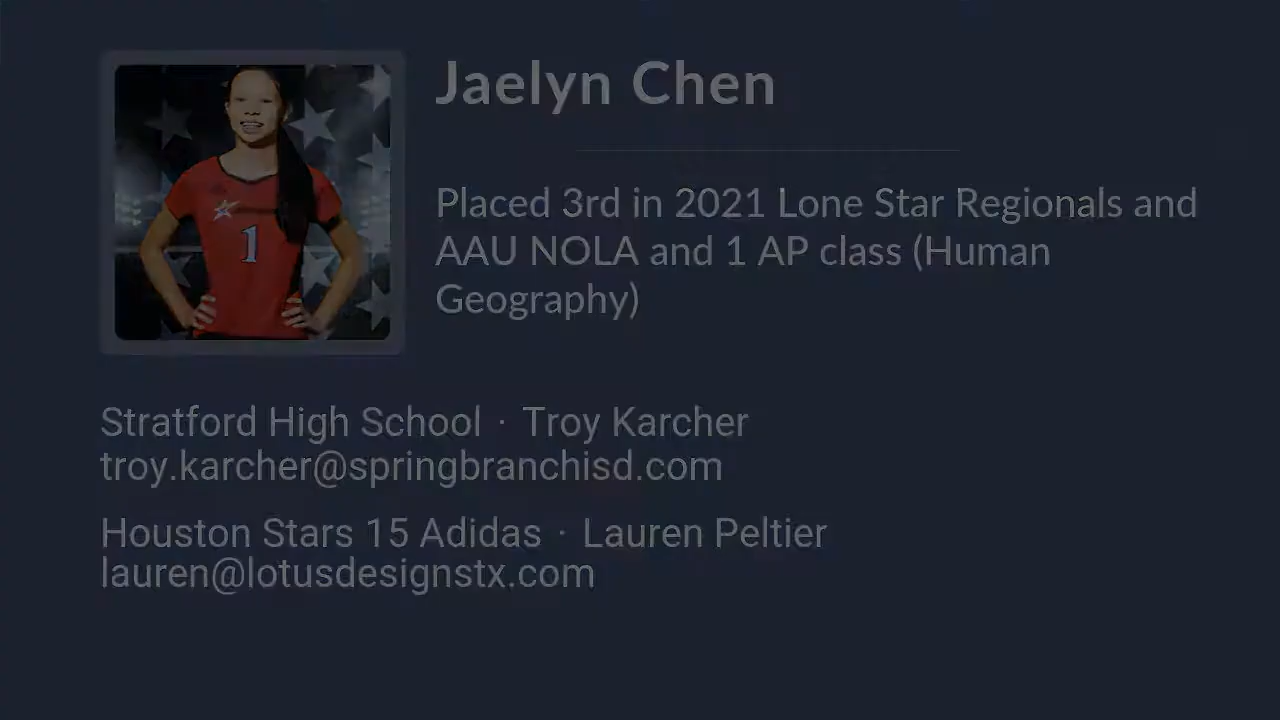 Jaelyn Chen
Placed 3rd in 2021 Lone Star Regionals and
AAU NOLA and 1 AP class (Human
Geography)
1
Stratford High School · Troy Karcher
troy.karcher@springbranchisd.com
Houston Stars 15 Adidas · Lauren Peltier
lauren@lotusdesignstx.com